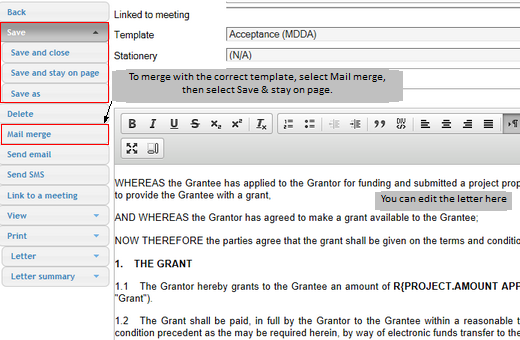 Back
Save
Save and close
Save and stay on page
Save as
Delete
Mail merge
Send email
Send SMS
Link to a meeting
View
Print
Letter
Letter summary
Linked to meeting
Template Acceptance (MDDA)
Stationery (N/A)
To merge with the correct template, select Mail merge,
then select Save & stay on page.
B I U S x₂ x² Iₓ
DIV
WHEREAS the Grantee has applied to the Grantor for funding and submitted a project prop
to provide the Grantee with a grant,
You can edit the letter here
AND WHEREAS the Grantor has agreed to make a grant available to the Grantee;
NOW THEREFORE the parties agree that the grant shall be given on the terms and conditio
1. THE GRANT
1.1 The Grantor hereby grants to the Grantee an amount of R{PROJECT.AMOUNT APP
"Grant").
1.2 The Grant shall be paid, in full by the Grantor to the Grantee within a reasonable t
condition precedent as the may be required herein, by way of electronic funds transfer to the